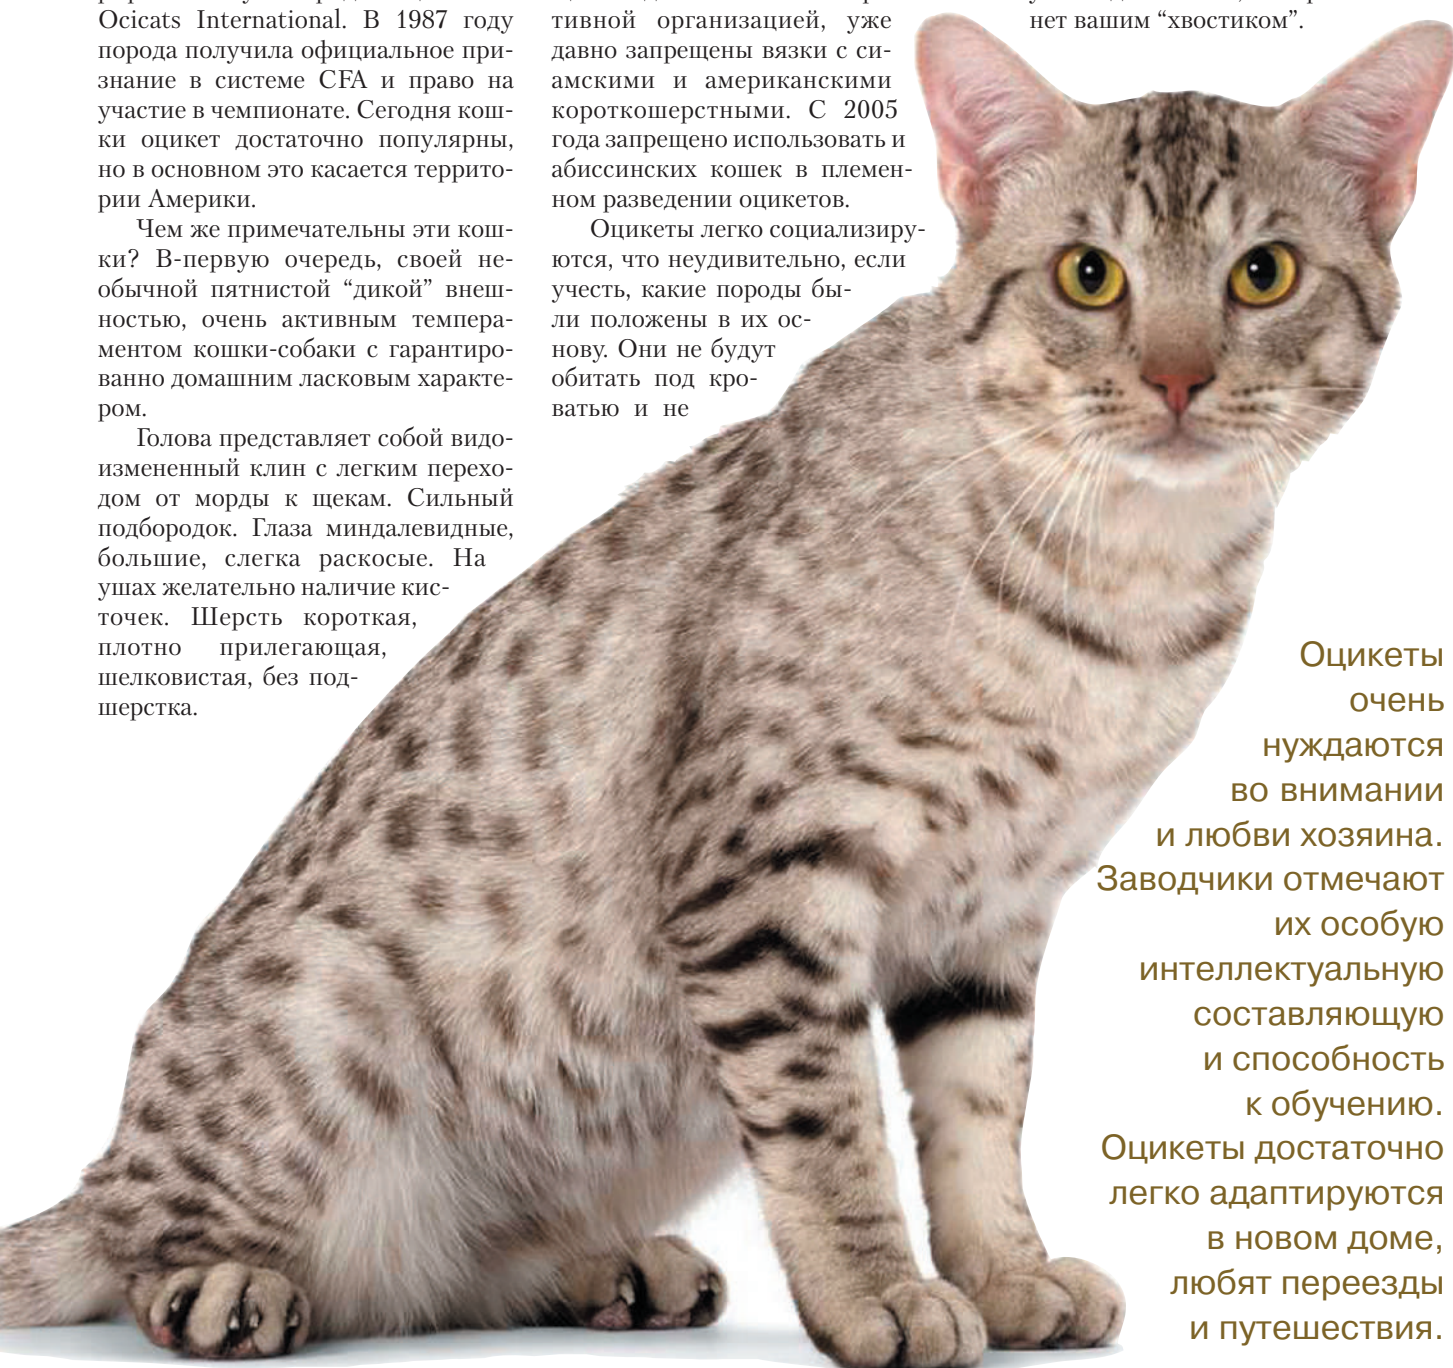 Ocicats International. В 1987 году
порода получила официальное при-
знание в системе CFA и право на
участие в чемпионате. Сегодня кош-
ки оцикет достаточно популярны,
но в основном это касается террито-
рии Америки.
Чем же примечательны эти кош-
ки? В-первую очередь, своей не-
обычной пятнистой “дикой” внеш-
ностью, очень активным темпера-
ментом кошки-собаки с гарантиро-
ванно домашним ласковым характе-
ром.
Голова представляет собой видо-
измененный клин с легким перехо-
дом от морды к щекам. Сильный
подбородок. Глаза миндалевидные,
большие, слегка раскосые. На
ушах желательно наличие кис-
точек. Шерсть короткая,
плотно прилегающая,
шелковистая, без под-
шерстка.
тивной организацией, уже
давно запрещены вязки с си-
амскими и американскими
короткошерстными. С 2005
года запрещено использовать и
абиссинских кошек в племен-
ном разведении оцикетов.
Оцикеты легко социализиру-
ются, что неудивительно, если
учесть, какие породы бы-
ли положены в их ос-
нову. Они не будут
обитать под кро-
ватью и не
нет вашим “хвостиком”.
Оцикеты
очень
нуждаются
во внимании
и любви хозяина.
Заводчики отмечают
их особую
интеллектуальную
составляющую
и способность
к обучению.
Оцикеты достаточно
легко адаптируются
в новом доме,
любят переезды
и путешествия.